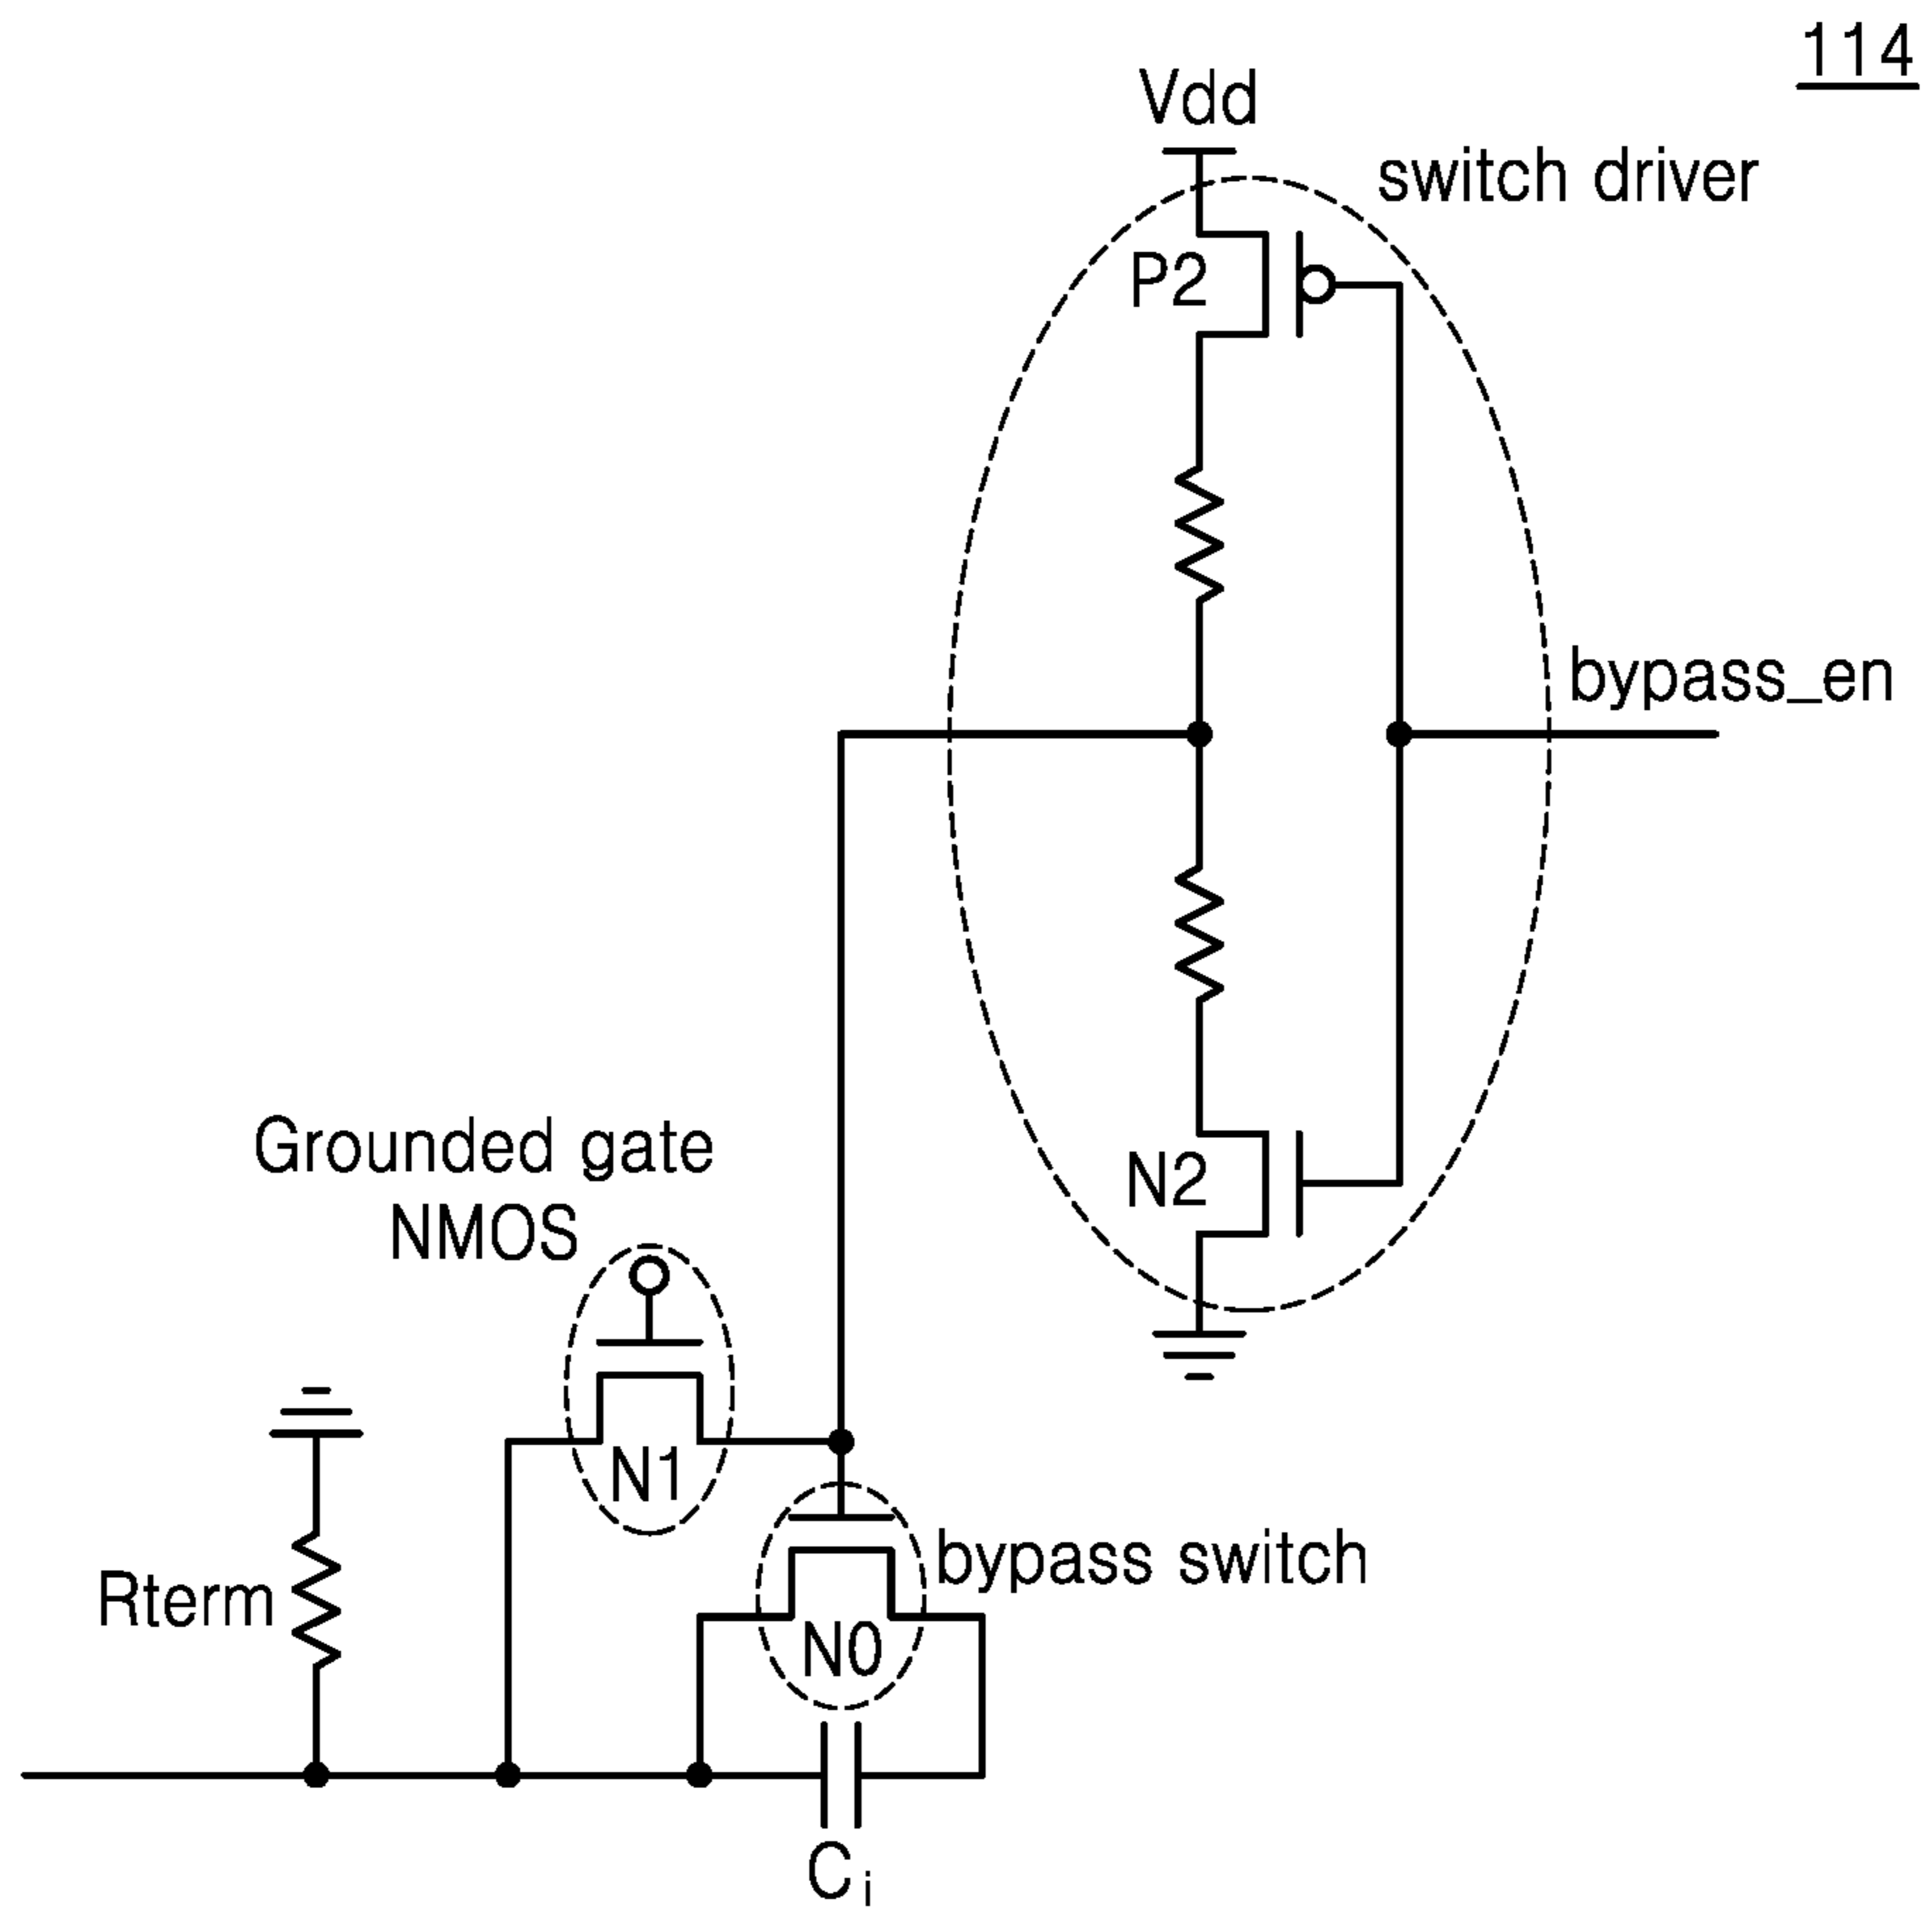 114
Vdd
switch driver
P2
bypass_en
Grounded gate
NMOS
N2
N1
bypass switch
Rterm
N0
Ci